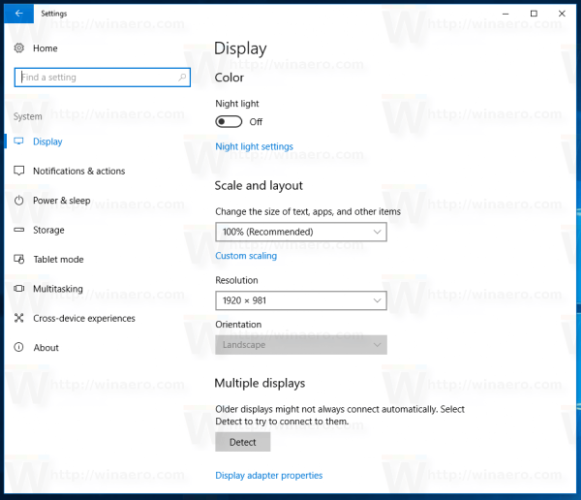 Settings
Home
Find a setting
System
Display
Notifications & actions
Power & sleep
Storage
Tablet mode
Multitasking
Cross-device experiences
About
Display
Color
Night light
Off
Night light settings
Scale and layout
Change the size of text, apps, and other items
100% (Recommended)
Custom scaling
Resolution
1920 × 981
Orientation
Landscape
Multiple displays
Older displays might not always connect automatically. Select
Detect to try to connect to them.
Detect
Display adapter properties
http://winaero.com